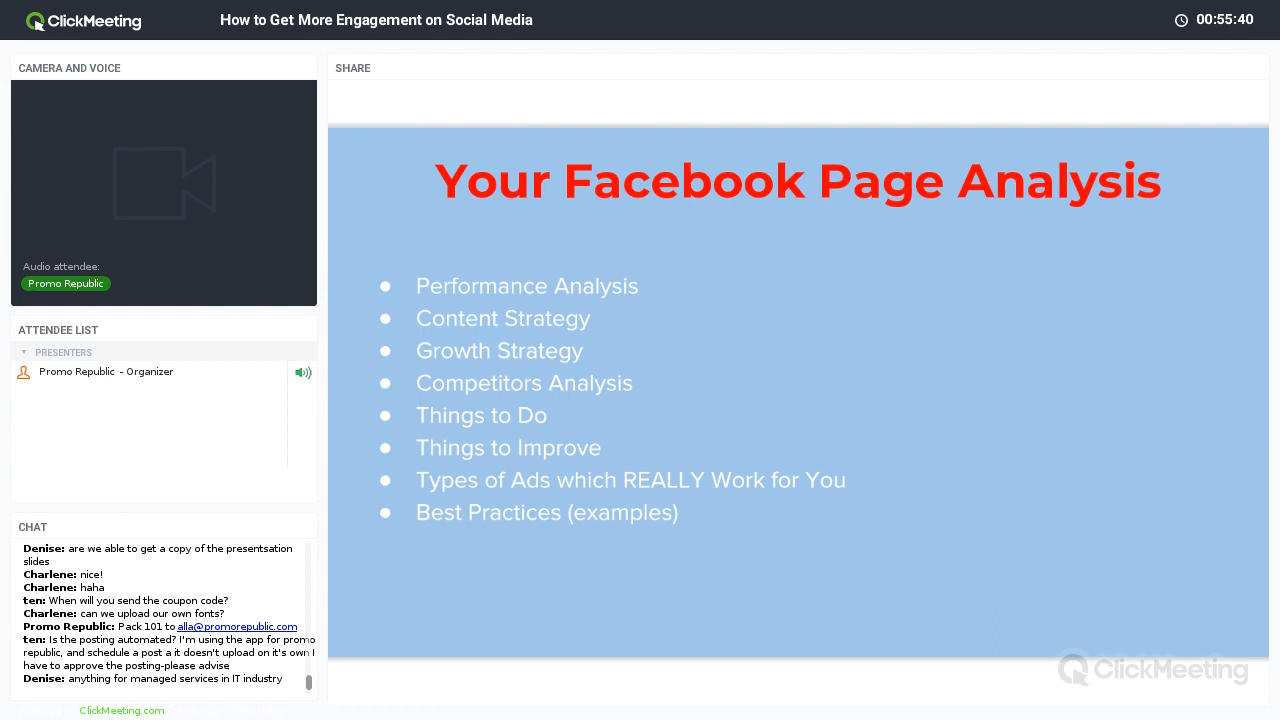 ClickMeeting
How to Get More Engagement on Social Media
00:55:40
CAMERA AND VOICE
Audio attendee:
Promo Republic
ATTENDEE LIST
PRESENTERS
Promo Republic - Organizer
CHAT
Denise: are we able to get a copy of the presentsation
slides
Charlene: nice!
Charlene: haha
ten: When will you send the coupon code?
Charlene: can we upload our own fonts?
Promo Republic: Pack 101 to alla@promorepublic.com
ten: Is the posting automated? I'm using the app for promo
republic, and schedule a post a it doesn't upload on it's own I
have to approve the posting-please advise
Denise: anything for managed services in IT industry
ClickMeeting.com
SHARE
Your Facebook Page Analysis
● Performance Analysis
● Content Strategy
● Growth Strategy
● Competitors Analysis
● Things to Do
● Things to Improve
● Types of Ads which REALLY Work for You
● Best Practices (examples)
ClickMeeting